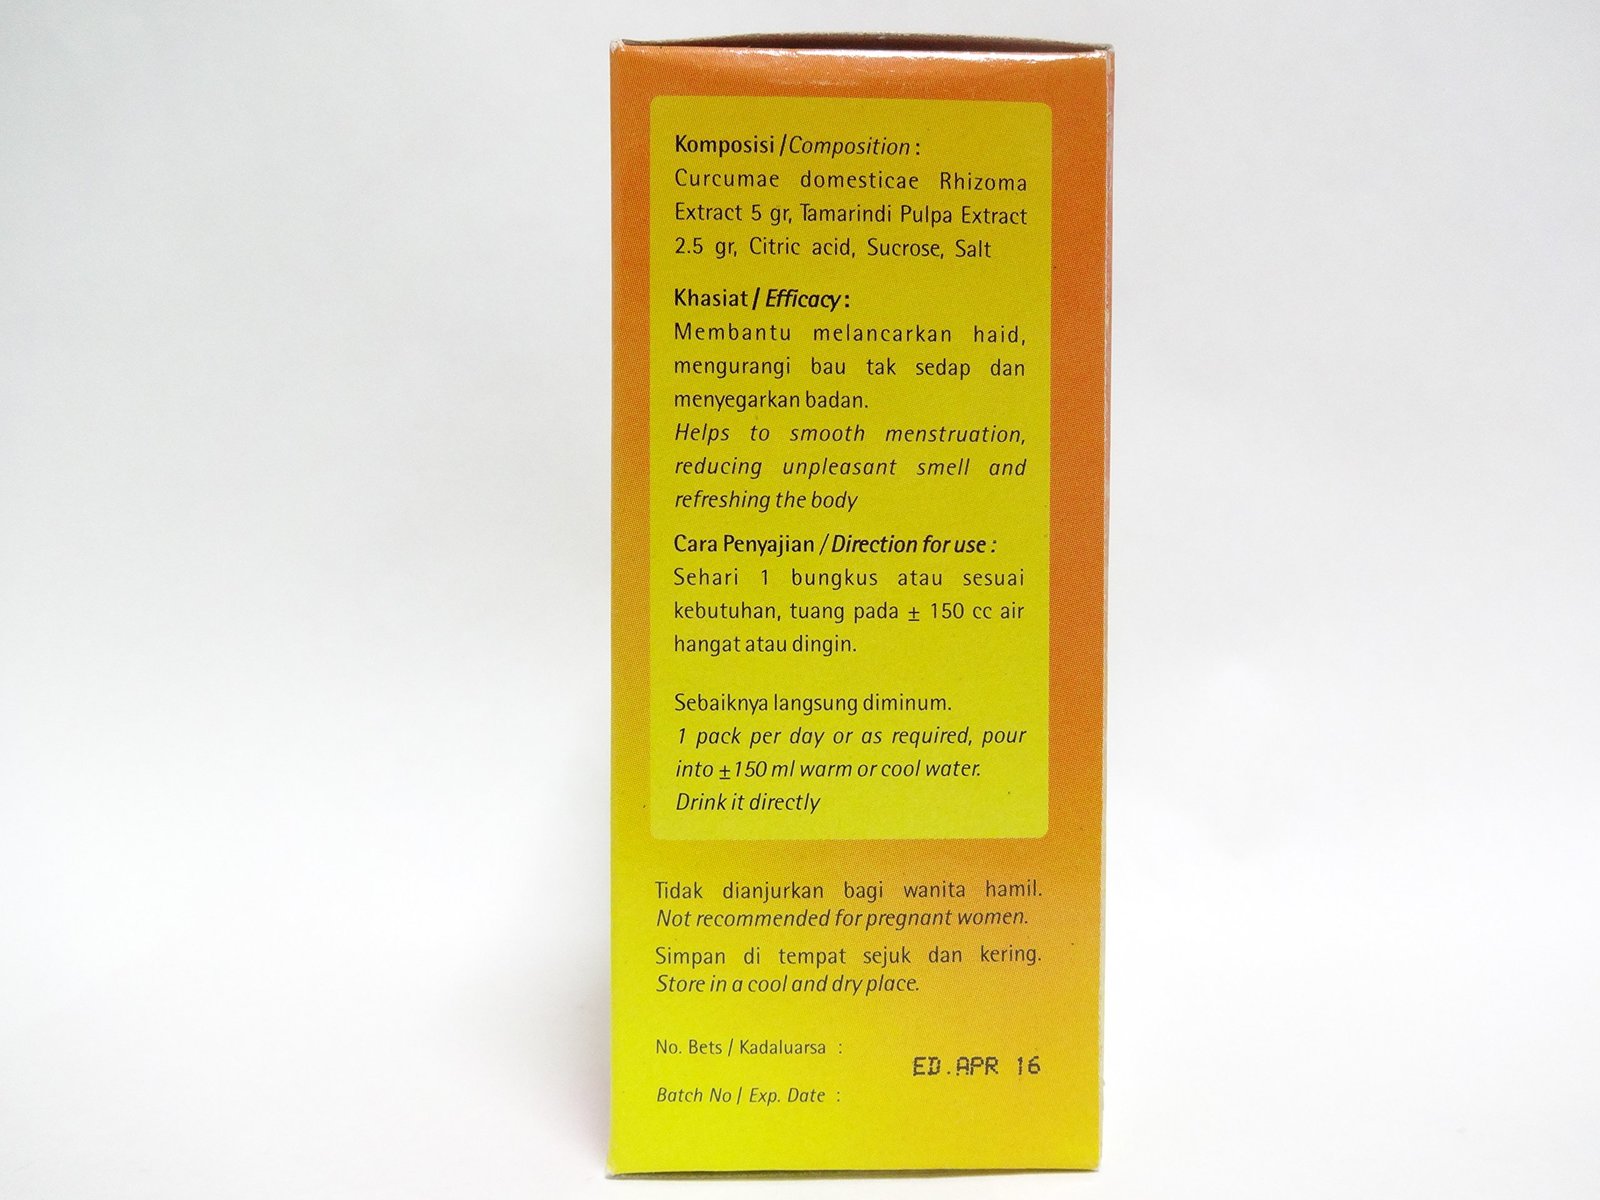 Komposisi / Composition :
Curcumae domesticae Rhizoma
Extract 5 gr, Tamarindi Pulpa Extract
2.5 gr, Citric acid, Sucrose, Salt
Khasiat / Efficacy :
Membantu melancarkan haid,
mengurangi bau tak sedap dan
menyegarkan badan.
Helps to smooth menstruation,
reducing unpleasant smell and
refreshing the body
Cara Penyajian / Direction for use :
Sehari 1 bungkus atau sesuai
kebutuhan, tuang pada ± 150 cc air
hangat atau dingin.
Sebaiknya langsung diminum.
1 pack per day or as required, pour
into ±150 ml warm or cool water.
Drink it directly
Tidak dianjurkan bagi wanita hamil.
Not recommended for pregnant women.
Simpan di tempat sejuk dan kering.
Store in a cool and dry place.
No. Bets / Kadaluarsa :
ED.APR 16
Batch No / Exp. Date :